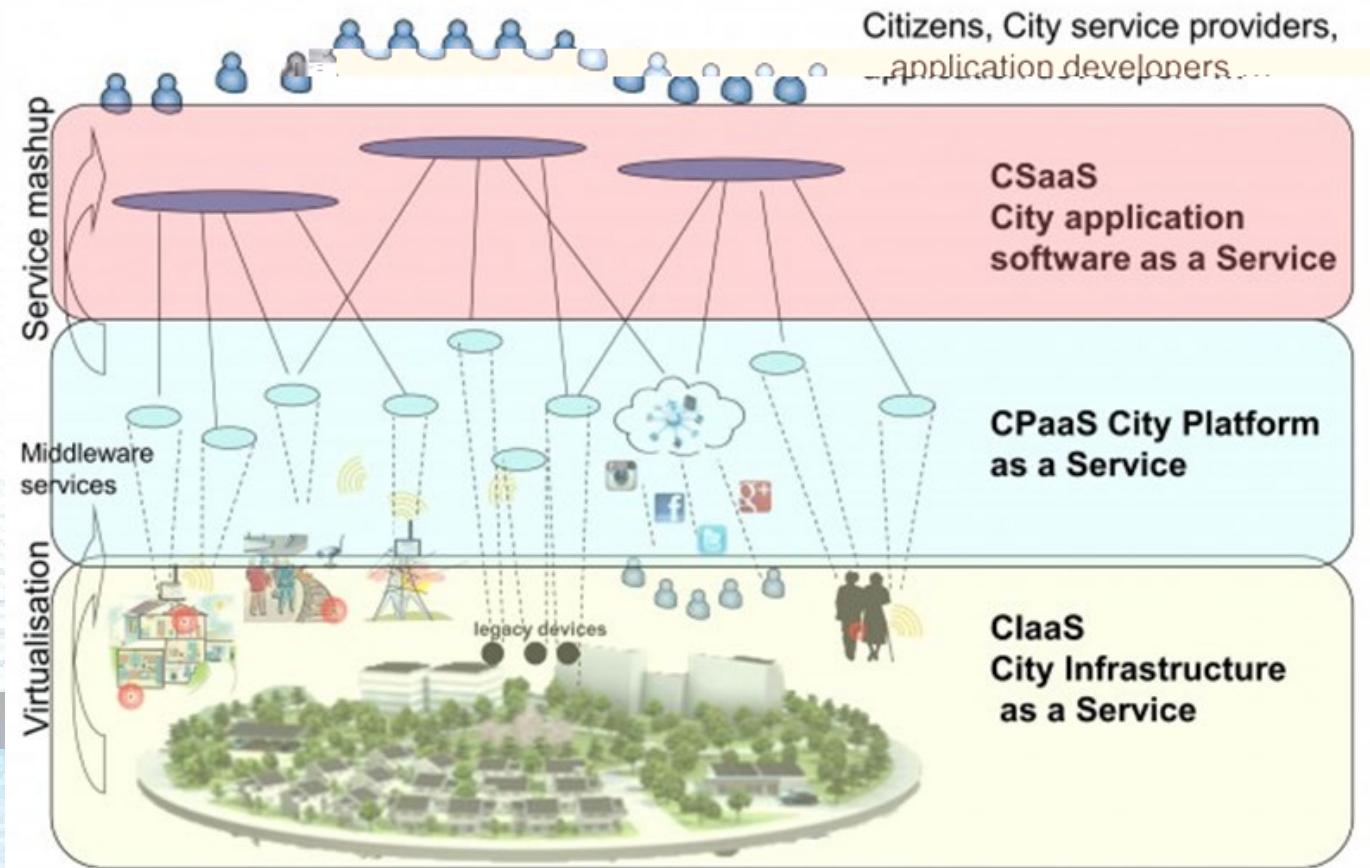 Citizens, City service providers,
application developers ...
Service mashup
CSaaS
City application
software as a Service
CPaaS City Platform
as a Service
Middleware
services
f
g+
Virtualisation
legacy devices
CIaaS
City Infrastructure
as a Service